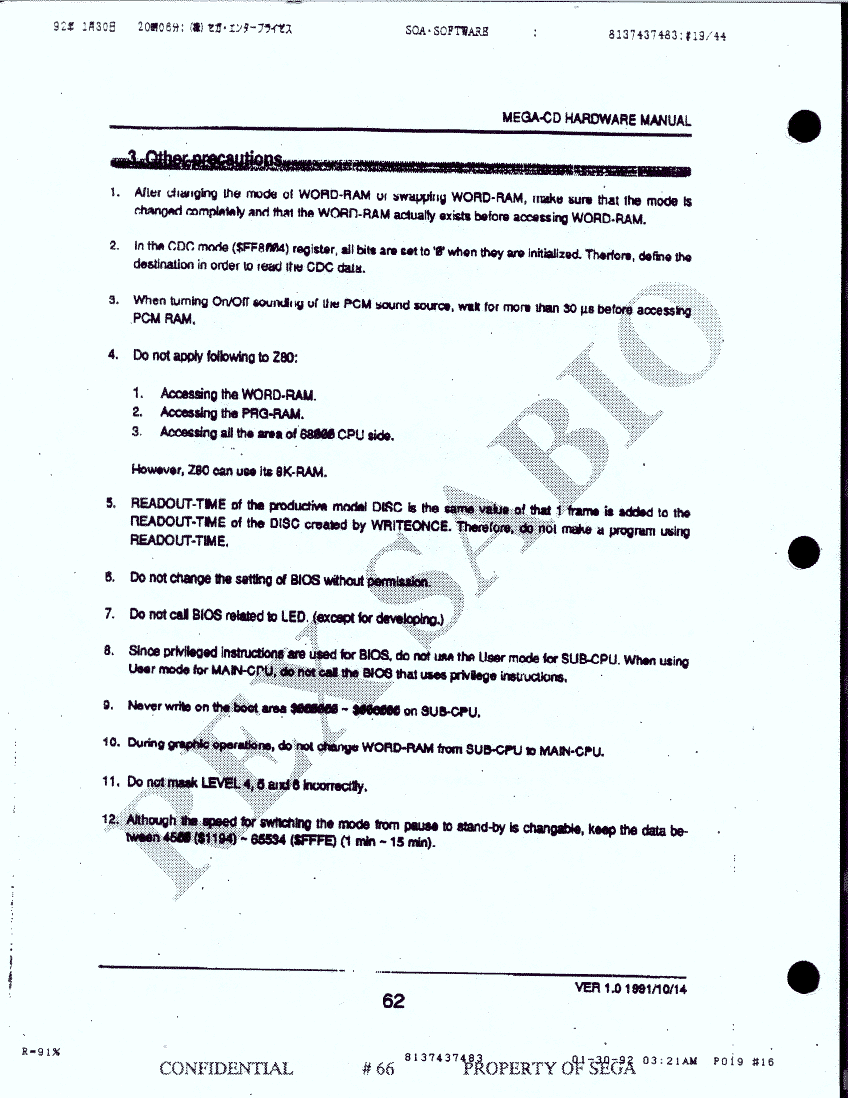 92年 1月30日 20時06分: (株)セガ・エンタープライゼス SOA-SOFTWARE : 8137437483:#19/44
MEGA-CD HARDWARE MANUAL
3. Other precautions
1. After changing the mode of WORD-RAM or swapping WORD-RAM, make sure that the mode is
changed completely and that the WORD-RAM actually exists before accessing WORD-RAM.
2. In the CDC mode ($FF8004) register, all bits are set to '0' when they are initialized. Therfore, define the
destination in order to read the CDC data.
3. When turning On/Off sounding of the PCM sound source, wait for more than 30 µs before accessing
PCM RAM.
4. Do not apply following to Z80:
1. Accessing the WORD-RAM.
2. Accessing the PRG-RAM.
3. Accessing all the area of 68000 CPU side.
However, Z80 can use its 8K-RAM.
5. READOUT-TIME of the productive model DISC is the same value of that 1 frame is added to the
READOUT-TIME of the DISC created by WRITEONCE. Therefore, do not make a program using
READOUT-TIME.
6. Do not change the setting of BIOS without permission.
7. Do not call BIOS related to LED. (except for developing.)
8. Since privileged instructions are used for BIOS, do not use the User mode for SUB-CPU. When using
User mode for MAIN-CPU, do not call the BIOS that uses privilege instructions.
9. Never write on the boot area ~ on SUB-CPU.
10. During graphic operations, do not change WORD-RAM from SUB-CPU to MAIN-CPU.
11. Do not mask LEVEL 4, 5 and 6 incorrectly.
12. Although the speed for switching the mode from pause to stand-by is changable, keep the data be-
tween 4500 ($1194) ~ 65534 ($FFFE) (1 min ~ 15 min).
REX SABIO
VER 1.0 1991/10/14
62
R=91% 8137437483 01-30-92 03:21AM P019 #16
CONFIDENTIAL # 66 PROPERTY OF SEGA